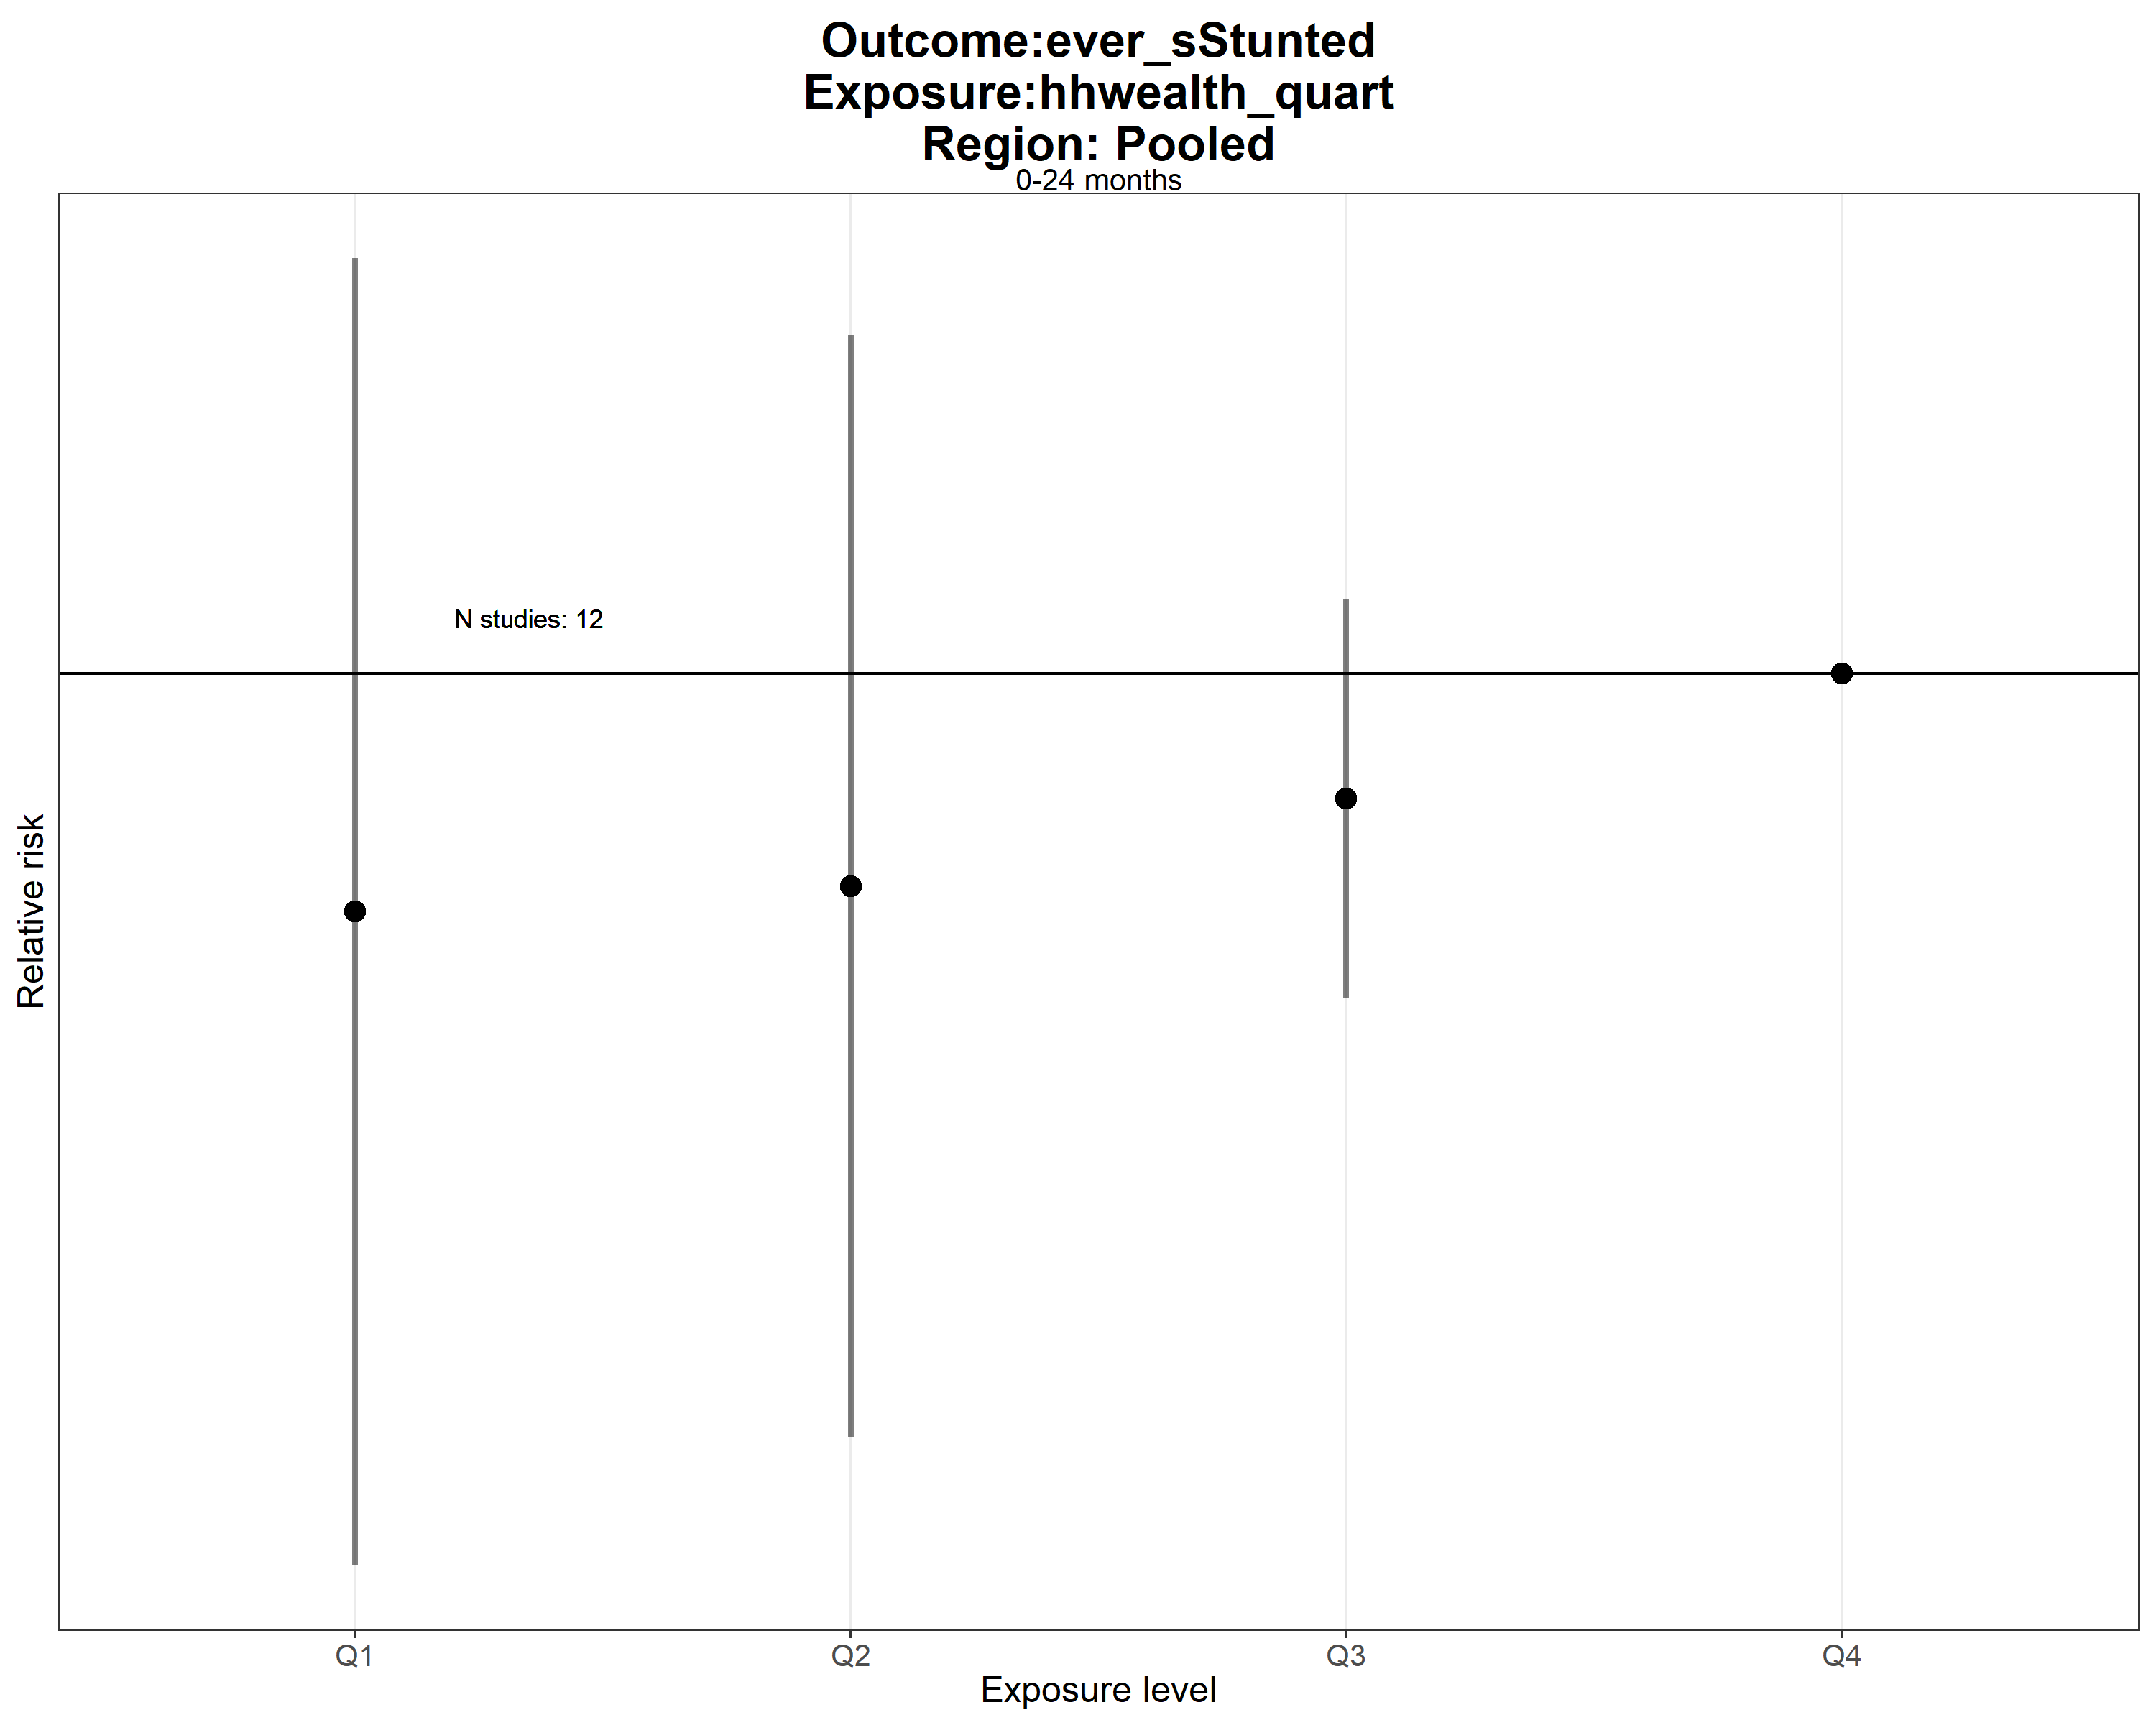 Outcome:ever_sStunted
Exposure:hhwealth_quart
Region: Pooled
0-24 months
N studies: 12
Relative risk
Q1 Q2 Q3 Q4
Exposure level